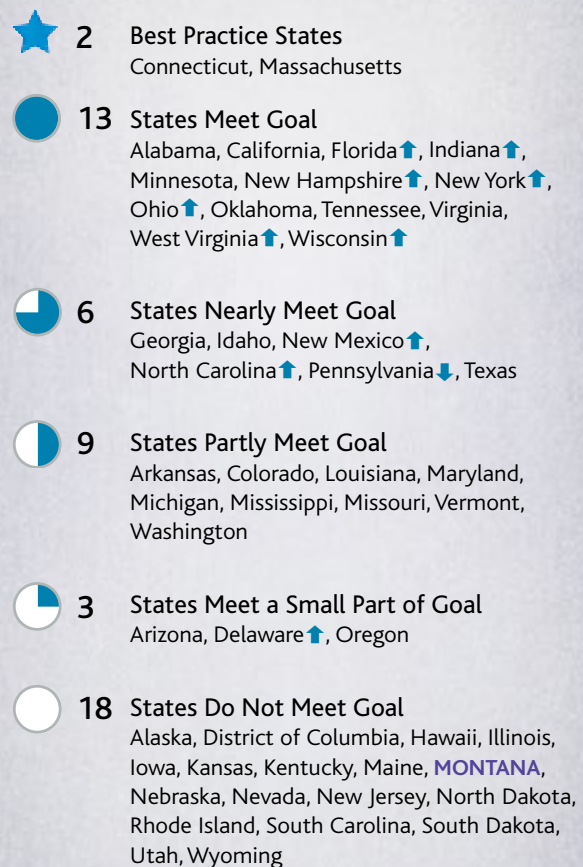 2 Best Practice States
Connecticut, Massachusetts
13 States Meet Goal
Alabama, California, Florida⬆, Indiana⬆,
Minnesota, New Hampshire⬆, New York⬆,
Ohio⬆, Oklahoma, Tennessee, Virginia,
West Virginia⬆, Wisconsin⬆
6 States Nearly Meet Goal
Georgia, Idaho, New Mexico⬆,
North Carolina⬆, Pennsylvania⬇, Texas
9 States Partly Meet Goal
Arkansas, Colorado, Louisiana, Maryland,
Michigan, Mississippi, Missouri, Vermont,
Washington
3 States Meet a Small Part of Goal
Arizona, Delaware⬆, Oregon
18 States Do Not Meet Goal
Alaska, District of Columbia, Hawaii, Illinois,
Iowa, Kansas, Kentucky, Maine, MONTANA,
Nebraska, Nevada, New Jersey, North Dakota,
Rhode Island, South Carolina, South Dakota,
Utah, Wyoming